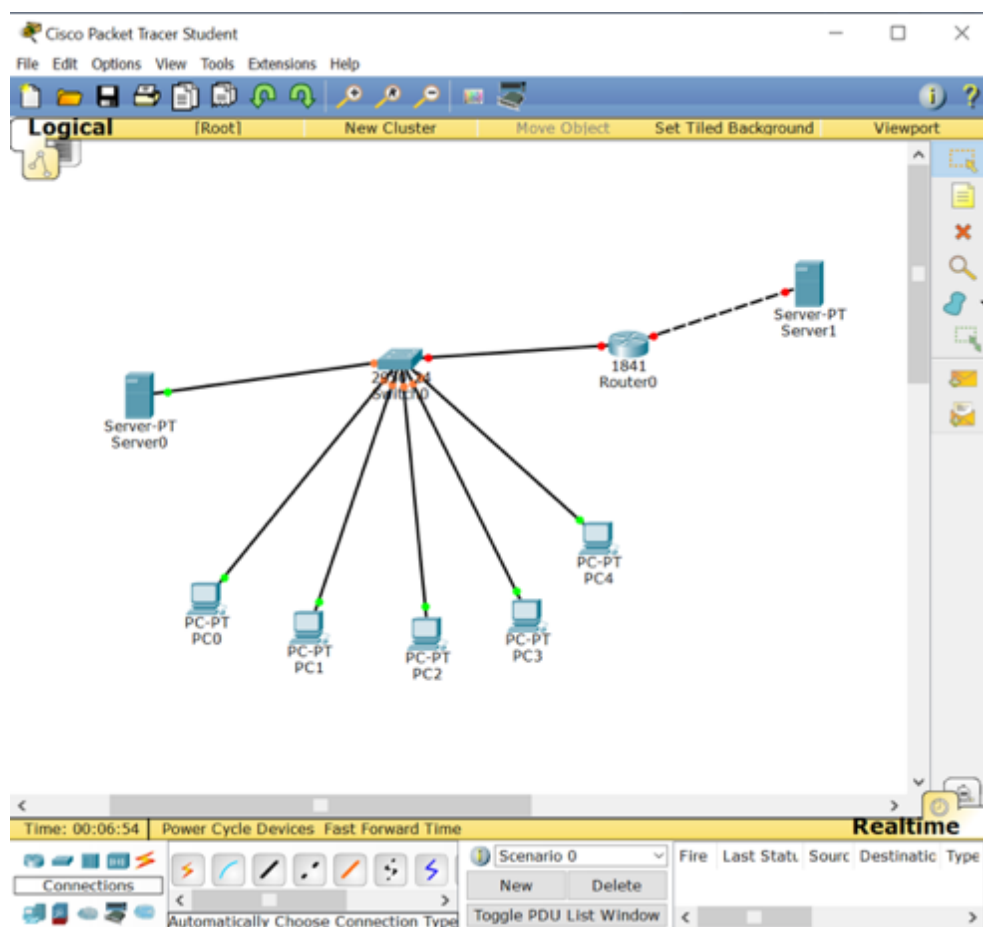 Cisco Packet Tracer Student
File Edit Options View Tools Extensions Help
Logical [Root] New Cluster Move Object Set Tiled Background Viewport
Server-PT
Server1
1841
Router0
Switch0
Server-PT
Server0
PC-PT
PC4
PC-PT
PC0
PC-PT
PC1
PC-PT
PC2
PC-PT
PC3
Time: 00:06:54 Power Cycle Devices Fast Forward Time Realtime
Connections
Automatically Choose Connection Type
Scenario 0
New Delete
Toggle PDU List Window
Fire Last Statu Sourc Destinatic Type